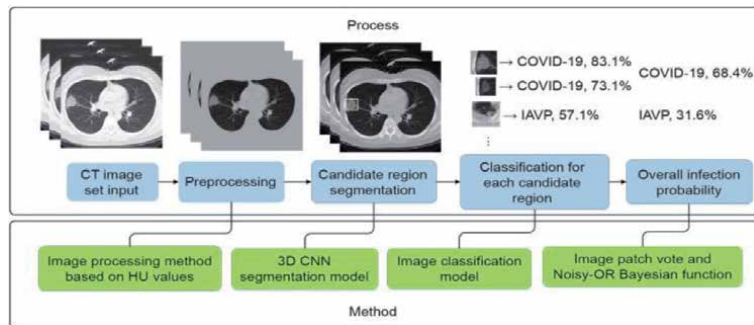 Process
→ COVID-19, 83.1%
→ COVID-19, 73.1%
COVID-19, 68.4%
→ IAVP, 57.1%
IAVP, 31.6%
⋮
CT image
set input
Preprocessing
Candidate region
segmentation
Classification for
each candidate
region
Overall infection
probability
Image processing method
based on HU values
3D CNN
segmentation model
Image classification
model
Image patch vote and
Noisy-OR Bayesian function
Method